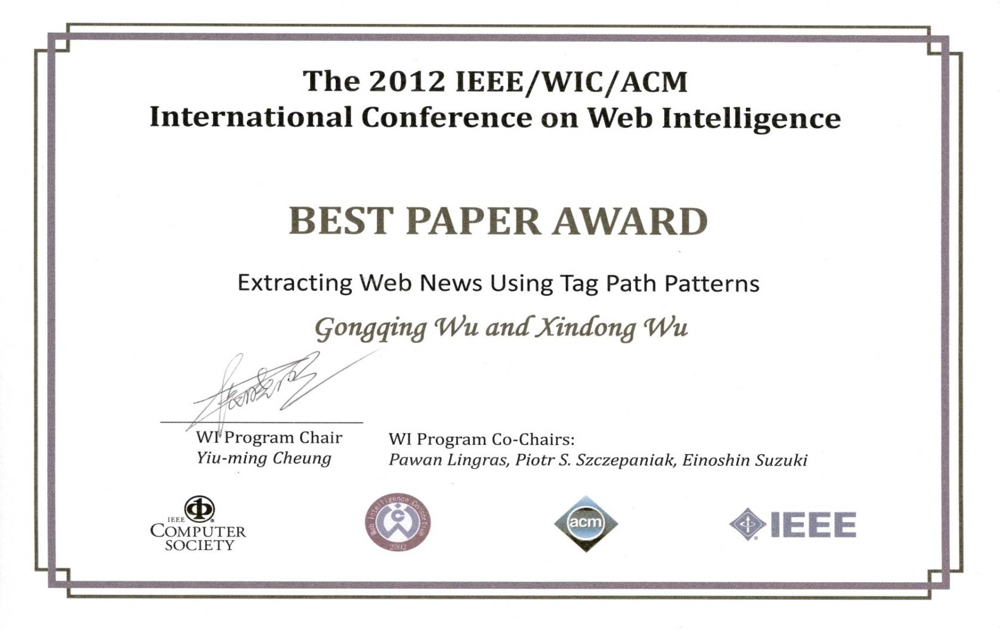 The 2012 IEEE/WIC/ACM
International Conference on Web Intelligence
BEST PAPER AWARD
Extracting Web News Using Tag Path Patterns
Gongqing Wu and Xindong Wu
WI Program Chair
Yiu-ming Cheung
WI Program Co-Chairs:
Pawan Lingras, Piotr S. Szczepaniak, Einoshin Suzuki
IEEE
COMPUTER
SOCIETY
Web Intelligence Consortium
2002
acm
IEEE